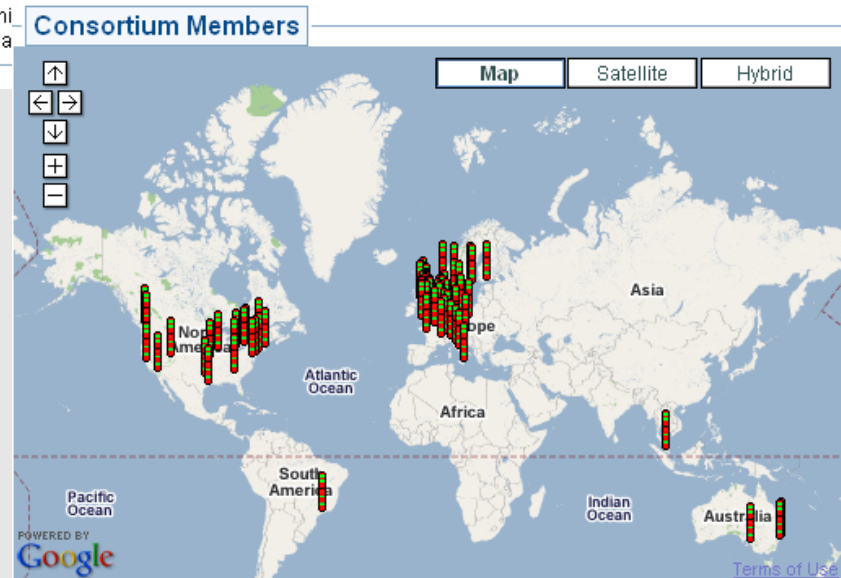 Consortium Members
Map
Satellite
Hybrid
Asia
Atlantic
Ocean
Africa
South
America
Pacific
Ocean
Indian
Ocean
Australia
POWERED BY
Google
Terms of Use